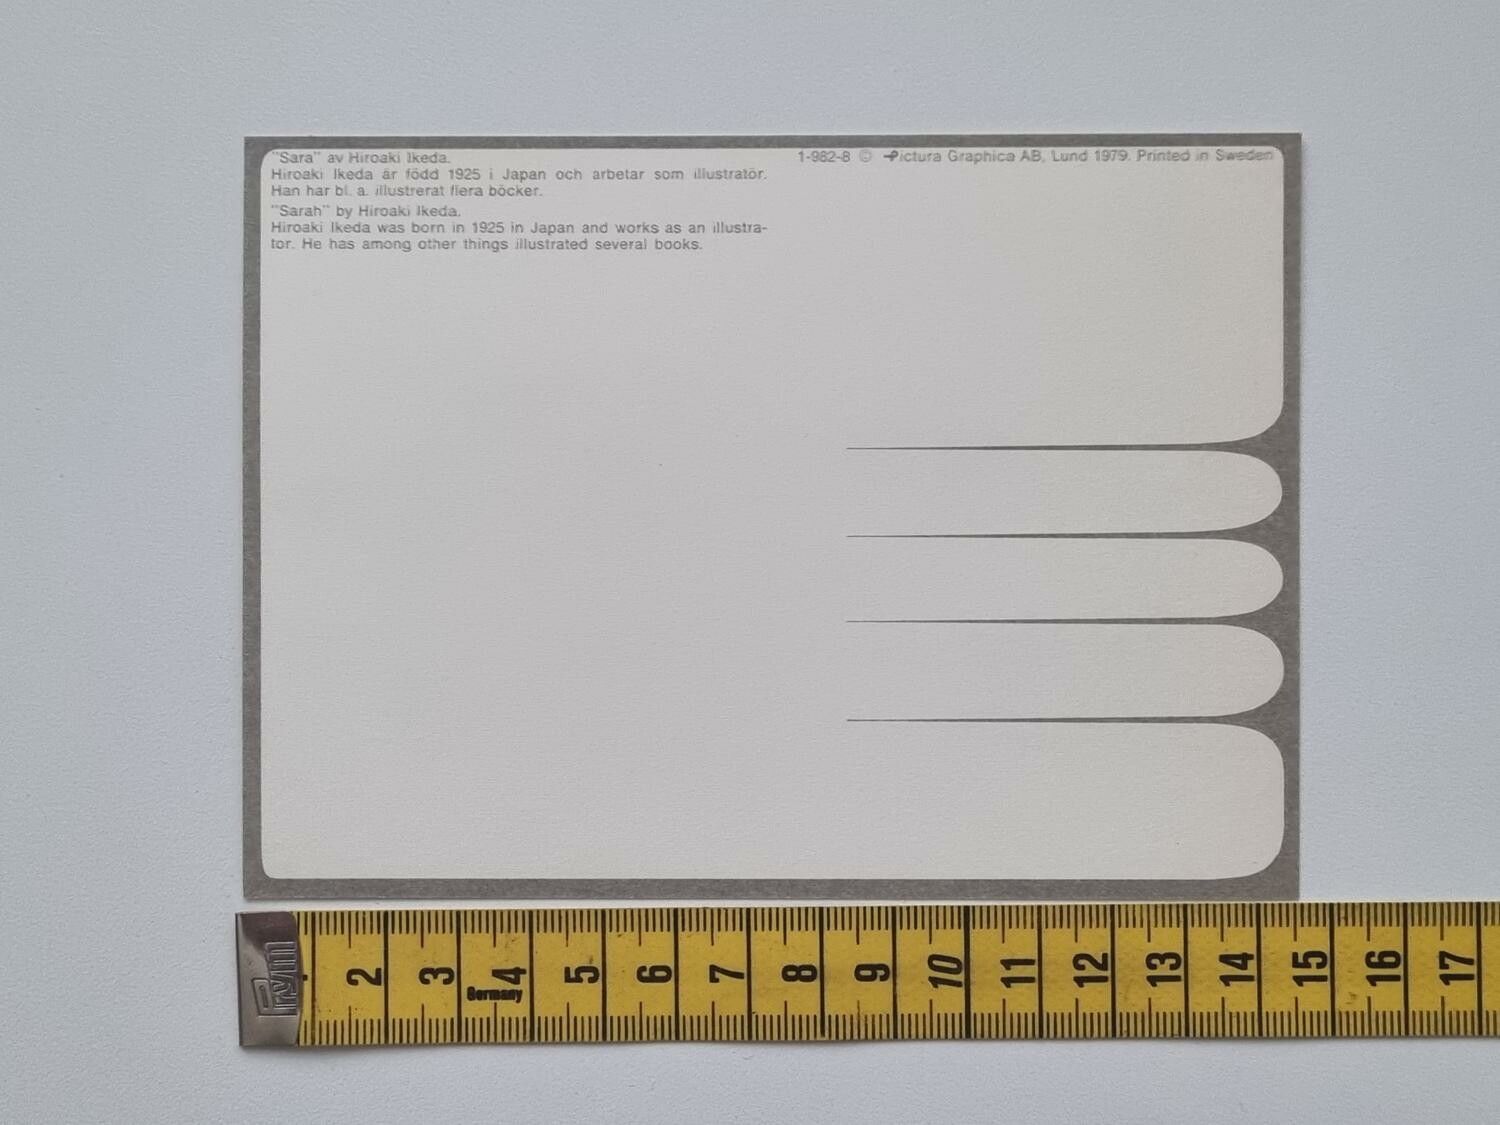 "Sara" av Hiroaki Ikeda.
Hiroaki Ikeda är född 1925 i Japan och arbetar som illustratör.
Han har bl. a. illustrerat flera böcker.
"Sarah" by Hiroaki Ikeda.
Hiroaki Ikeda was born in 1925 in Japan and works as an illustra-
tor. He has among other things illustrated several books.
1-982-8 © Pictura Graphica AB, Lund 1979. Printed in Sweden
Prym
2 3 4 5 6 7 8 9 10 11 12 13 14 15 16 17
Germany